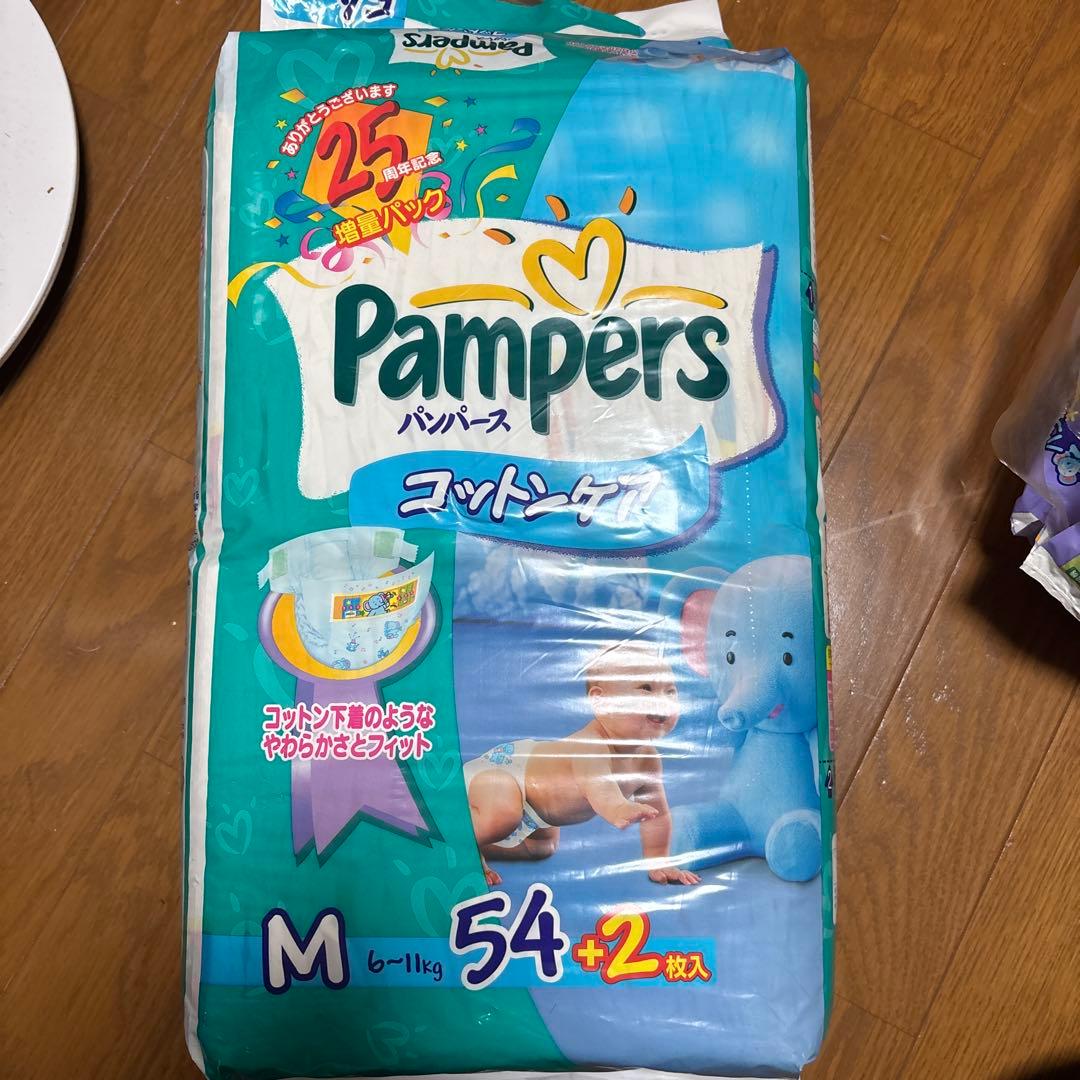 Pampers
ありがとうございます
25
周年記念
増量パック
Pampers
パンパース
コットンケア
コットン下着のような
やわらかさとフィット
M 6~11kg 54+2枚入